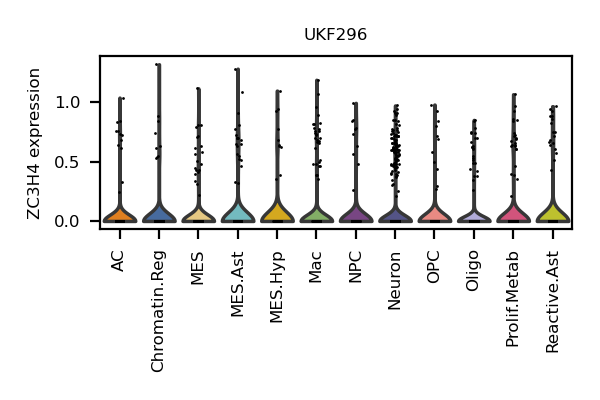 UKF296
ZC3H4 expression
1.0
0.5
0.0
AC
Chromatin.Reg
MES
MES.Ast
MES.Hyp
Mac
NPC
Neuron
OPC
Oligo
Prolif.Metab
Reactive.Ast